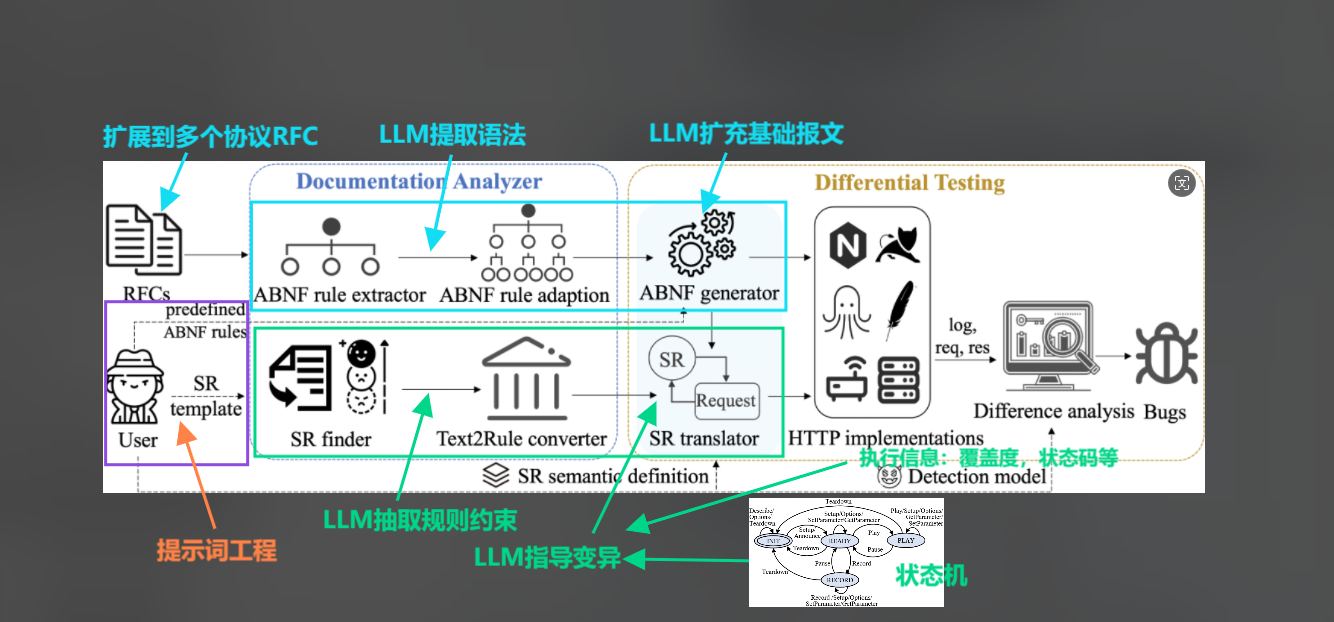 扩展到多个协议RFC
LLM提取语法
LLM扩充基础报文
Documentation Analyzer
Differential Testing
RFCs
ABNF rule extractor
ABNF rule adaption
ABNF generator
predefined
ABNF rules
SR
template
User
SR finder
Text2Rule converter
SR
Request
SR translator
HTTP implementations
log,
req, res
Difference analysis
Bugs
SR semantic definition
执行信息：覆盖度，状态码等
Detection model
LLM抽取规则约束
提示词工程
LLM指导变异
Teardown
Describe/
Options/
Teardown
Setup/Options/
SetParameter/GetParameter
Play/Setup/Options/
GetParameter/
SetParameter
Setup/
Announce
Play
INIT
READY
PLAY
Teardown
Pause
Pause
Record
Teardown
RECORD
Record/Setup/Options/
SetParameter/GetParameter
状态机